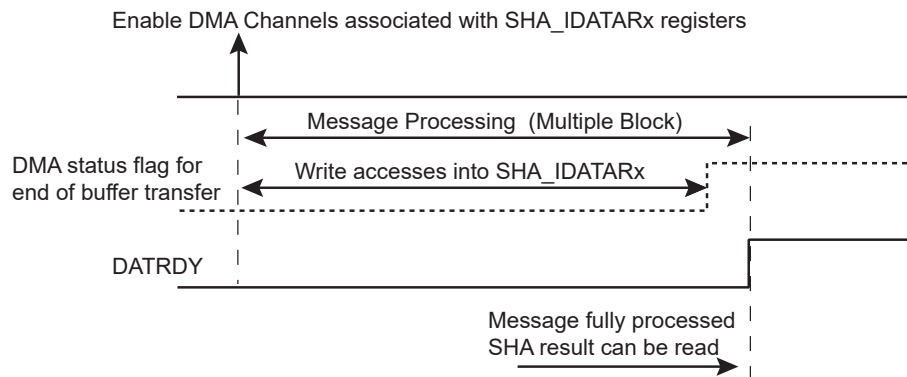 Enable DMA Channels associated with SHA_IDATARx registers
Message Processing (Multiple Block)
DMA status flag for
end of buffer transfer
Write accesses into SHA_IDATARx
DATRDY
Message fully processed
SHA result can be read